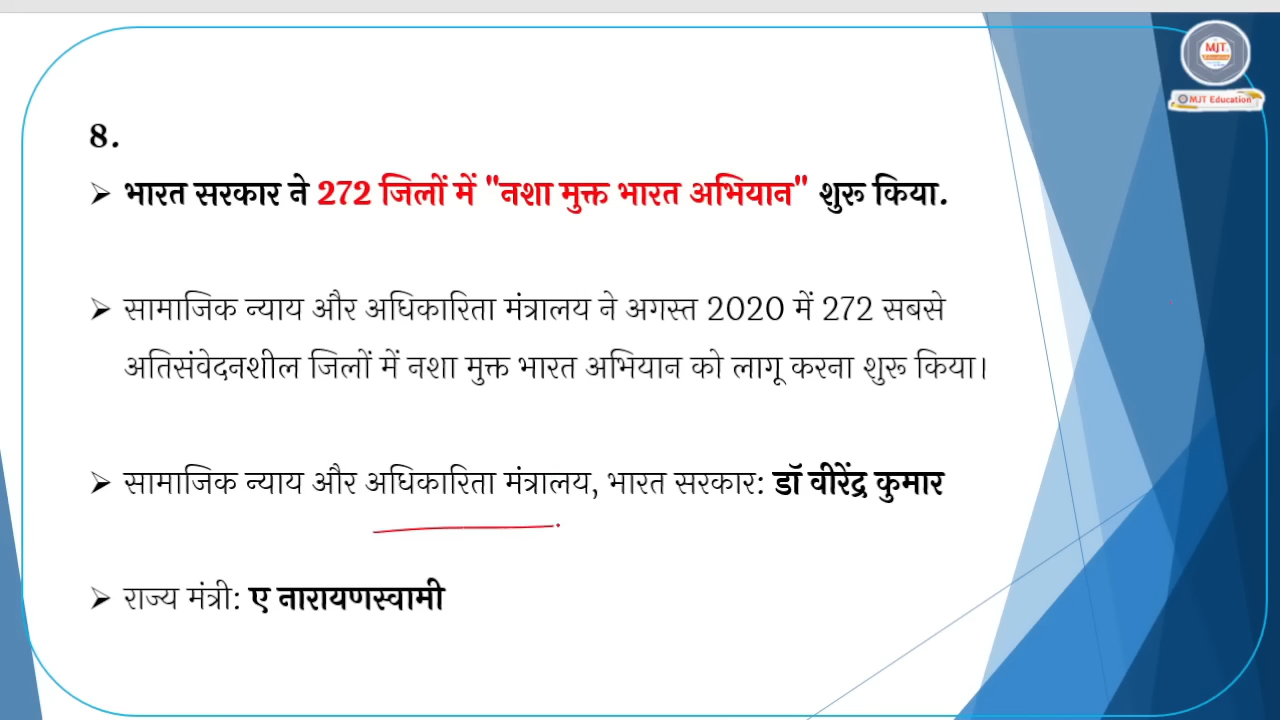 MJT
MJT Education
8.
➢ भारत सरकार ने 272 जिलों में "नशा मुक्त भारत अभियान" शुरू किया.
➢ सामाजिक न्याय और अधिकारिता मंत्रालय ने अगस्त 2020 में 272 सबसे
अतिसंवेदनशील जिलों में नशा मुक्त भारत अभियान को लागू करना शुरू किया।
➢ सामाजिक न्याय और अधिकारिता मंत्रालय, भारत सरकार: डॉ वीरेंद्र कुमार
➢ राज्य मंत्री: ए नारायणस्वामी